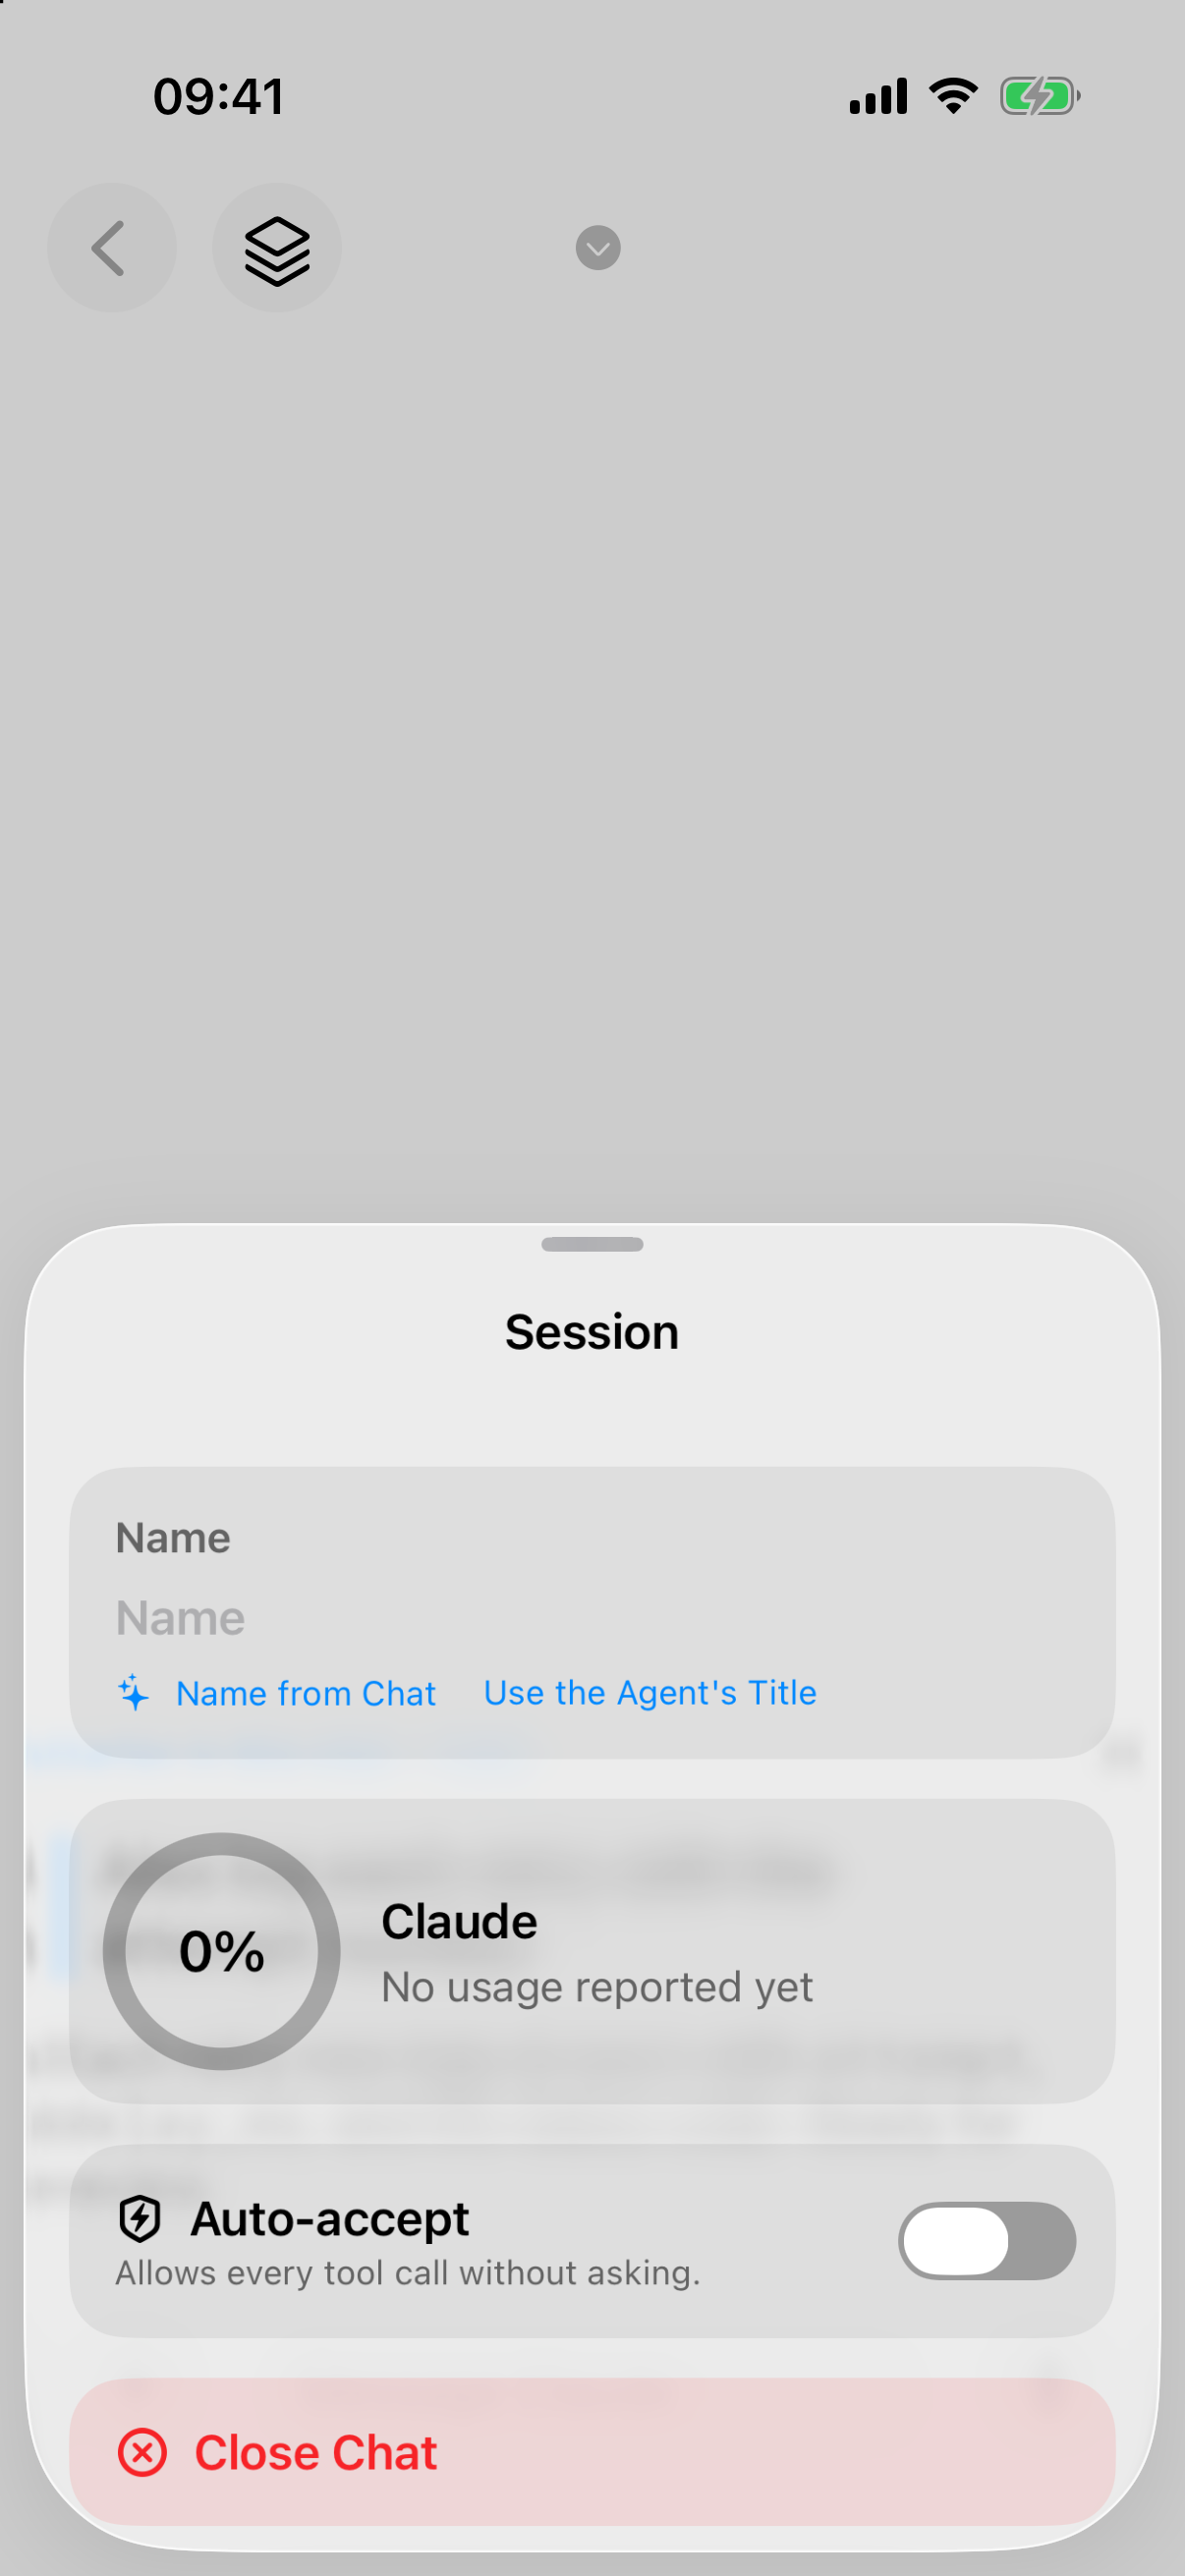 09:41
Session
Name
Name
Name from Chat Use the Agent's Title
0%
Claude
No usage reported yet
Auto-accept
Allows every tool call without asking.
Close Chat